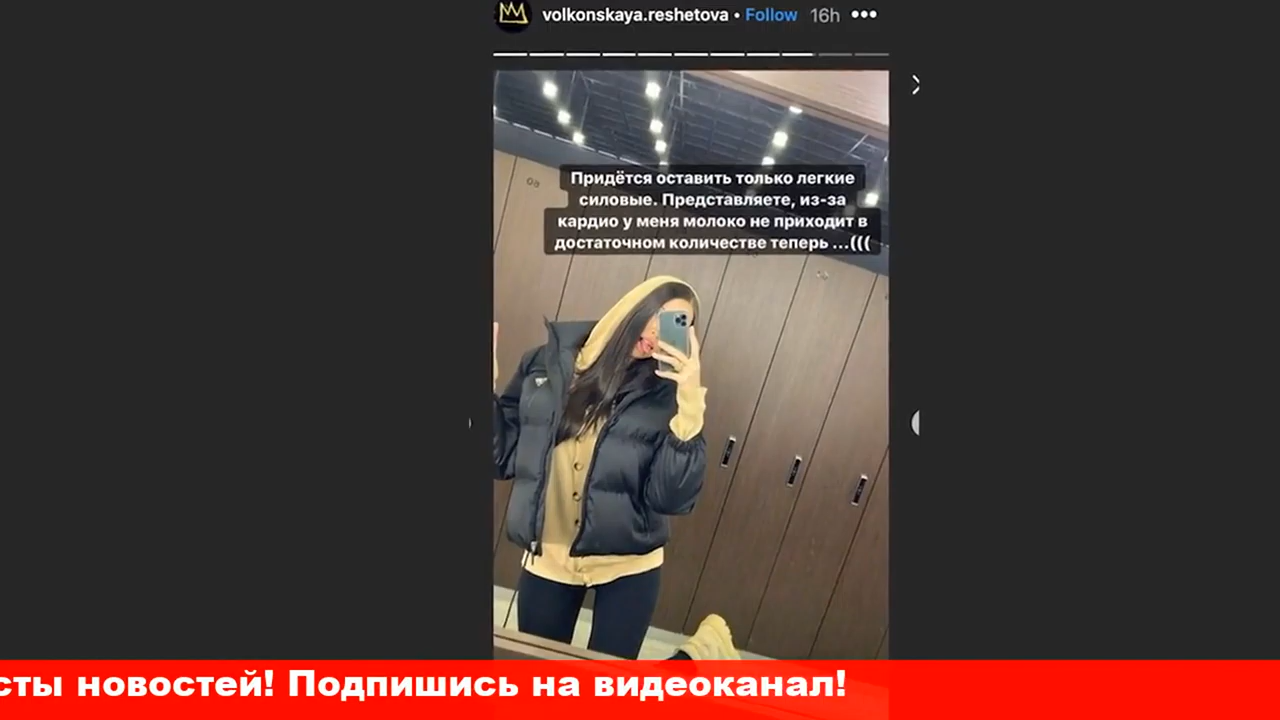 volkonskaya.reshetova • Follow 16h •••
Придётся оставить только легкие
силовые. Представляете, из-за
кардио у меня молоко не приходит в
достаточном количестве теперь ...(((
сты новостей! Подпишись на видеоканал!